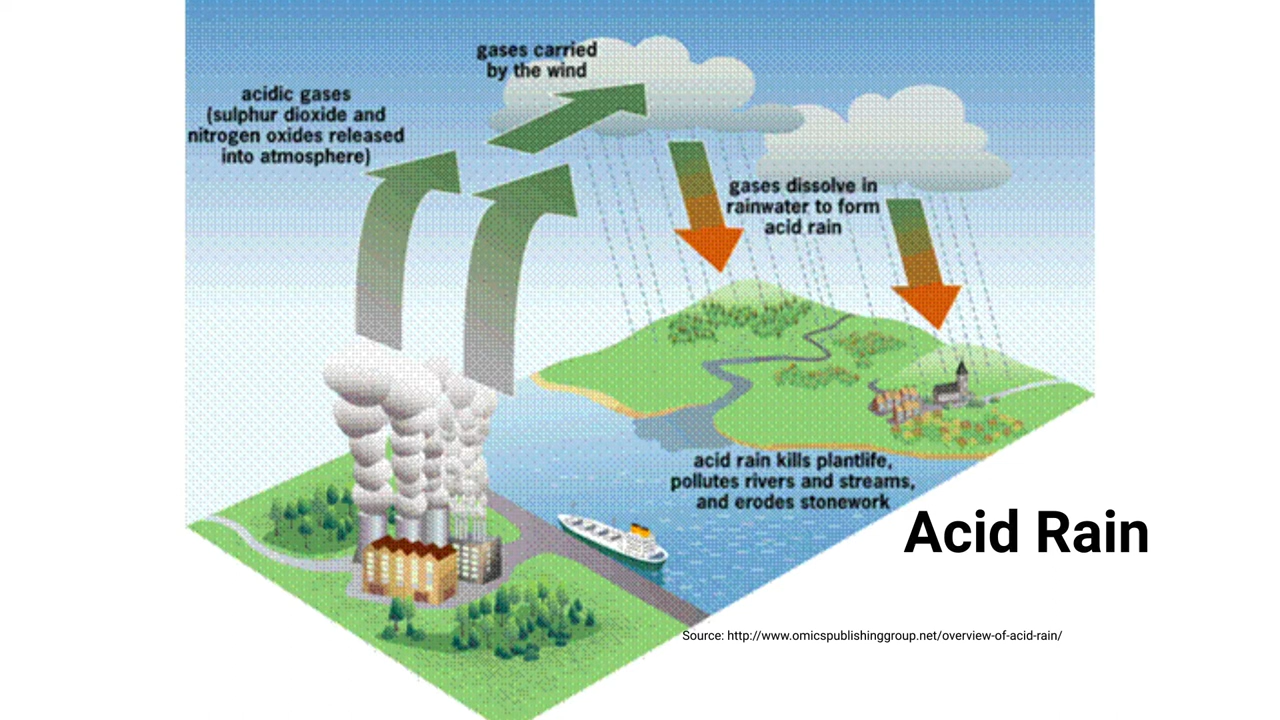 gases carried
by the wind
acidic gases
(sulphur dioxide and
nitrogen oxides released
into atmosphere)
gases dissolve in
rainwater to form
acid rain
acid rain kills plantlife,
pollutes rivers and streams,
and erodes stonework
Acid Rain
Source: http://www.omicspublishinggroup.net/overview-of-acid-rain/